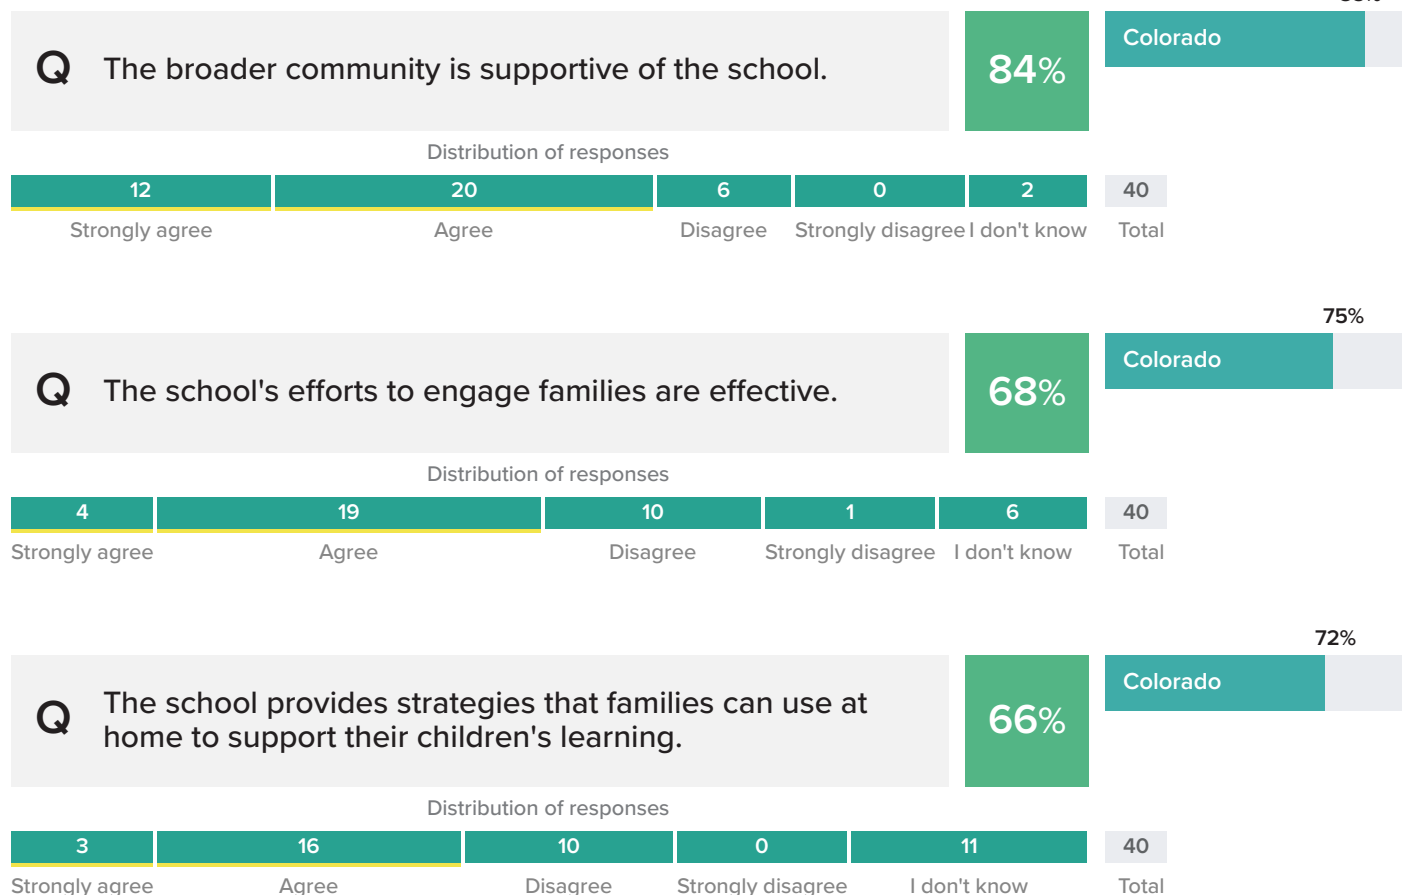 Q The broader community is supportive of the school. 84% Colorado
Distribution of responses
12 20 6 0 2 40
Strongly agree Agree Disagree Strongly disagree I don't know Total
75%
Q The school's efforts to engage families are effective. 68% Colorado
Distribution of responses
4 19 10 1 6 40
Strongly agree Agree Disagree Strongly disagree I don't know Total
72%
Colorado
Q The school provides strategies that families can use at
home to support their children's learning. 66%
Distribution of responses
3 16 10 0 11 40
Strongly agree Agree Disagree Strongly disagree I don't know Total